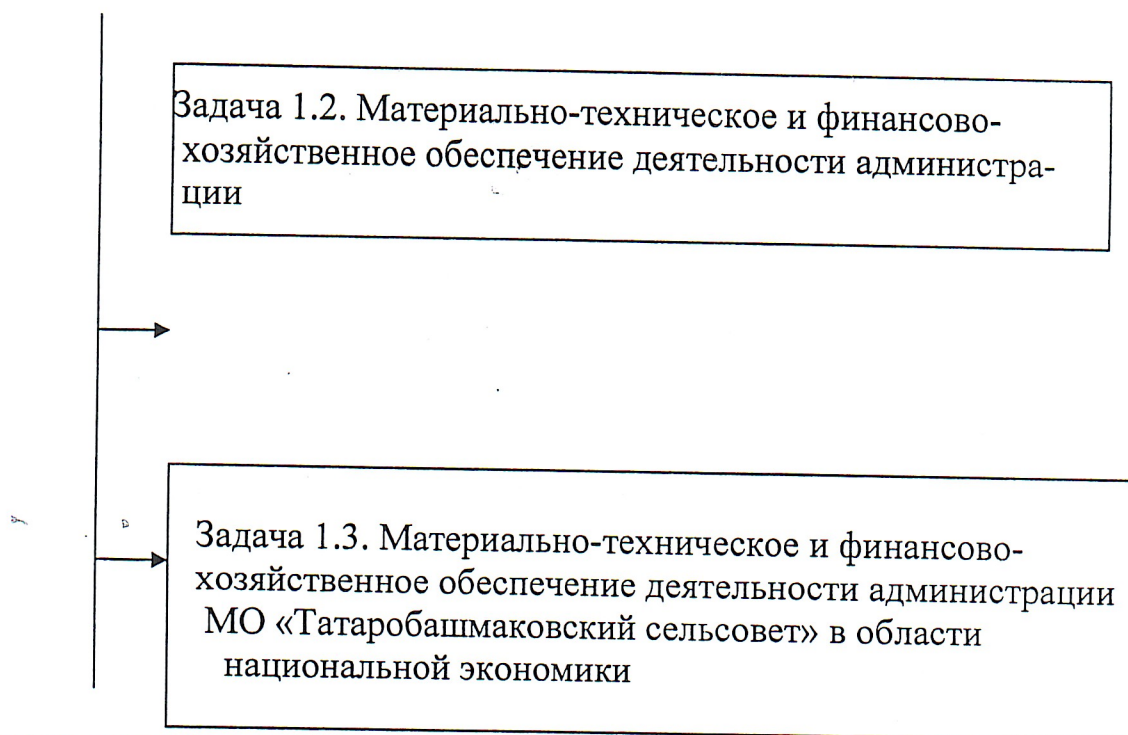 Задача 1.2. Материально-техническое и финансово-
хозяйственное обеспечение деятельности администра-
ции
Задача 1.3. Материально-техническое и финансово-
хозяйственное обеспечение деятельности администрации
МО «Татаробашмаковский сельсовет» в области
национальной экономики